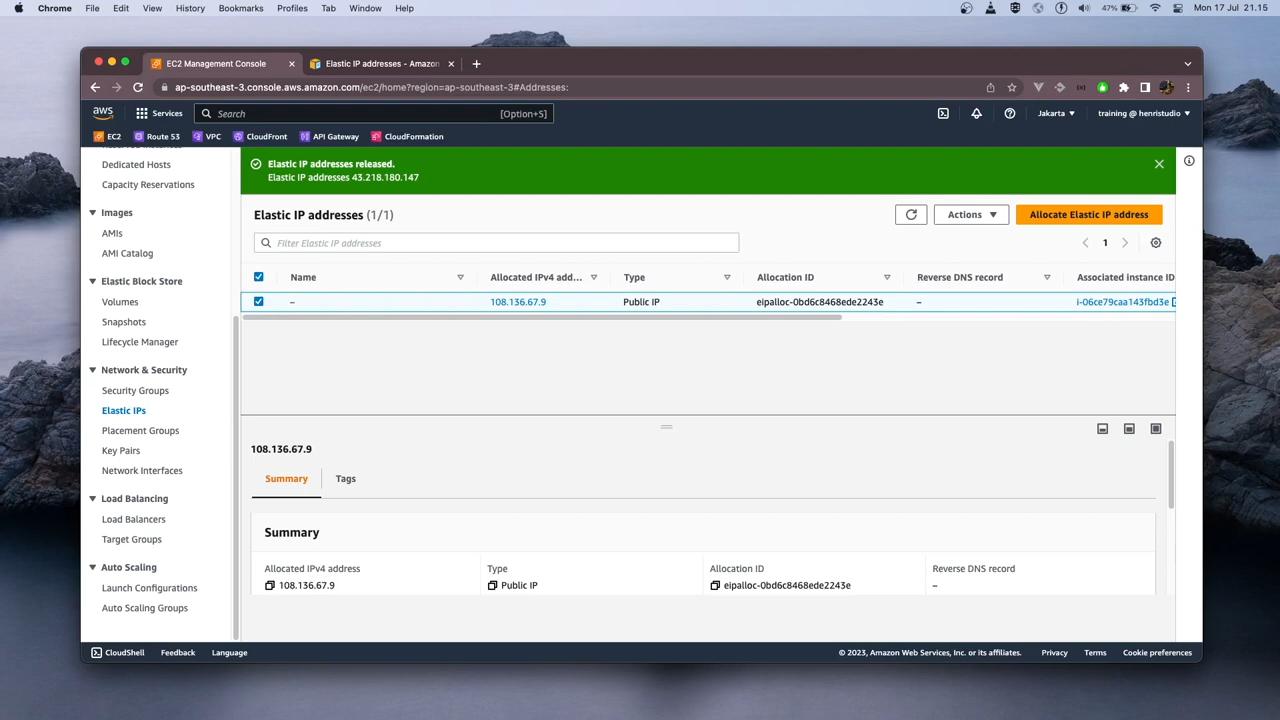 Chrome File Edit View History Bookmarks Profiles Tab Window Help 47% Mon 17 Jul 21.15
EC2 Management Console Elastic IP addresses - Amazon
ap-southeast-3.console.aws.amazon.com/ec2/home?region=ap-southeast-3#Addresses:
aws Services Search [Option+S] Jakarta training @ henristudio
EC2 Route 53 VPC CloudFront API Gateway CloudFormation
Dedicated Hosts
Capacity Reservations
Images
AMIs
AMI Catalog
Elastic Block Store
Volumes
Snapshots
Lifecycle Manager
Network & Security
Security Groups
Elastic IPs
Placement Groups
Key Pairs
Network Interfaces
Load Balancing
Load Balancers
Target Groups
Auto Scaling
Launch Configurations
Auto Scaling Groups
Elastic IP addresses released.
Elastic IP addresses 43.218.180.147
Elastic IP addresses (1/1) Actions Allocate Elastic IP address
Filter Elastic IP addresses 1
Name Allocated IPv4 add... Type Allocation ID Reverse DNS record Associated instance ID
– 108.136.67.9 Public IP eipalloc-0bd6c8468ede2243e – i-06ce79caa143fbd3e
108.136.67.9
Summary Tags
Summary
Allocated IPv4 address Type Allocation ID Reverse DNS record
108.136.67.9 Public IP eipalloc-0bd6c8468ede2243e –
CloudShell Feedback Language © 2023, Amazon Web Services, Inc. or its affiliates. Privacy Terms Cookie preferences